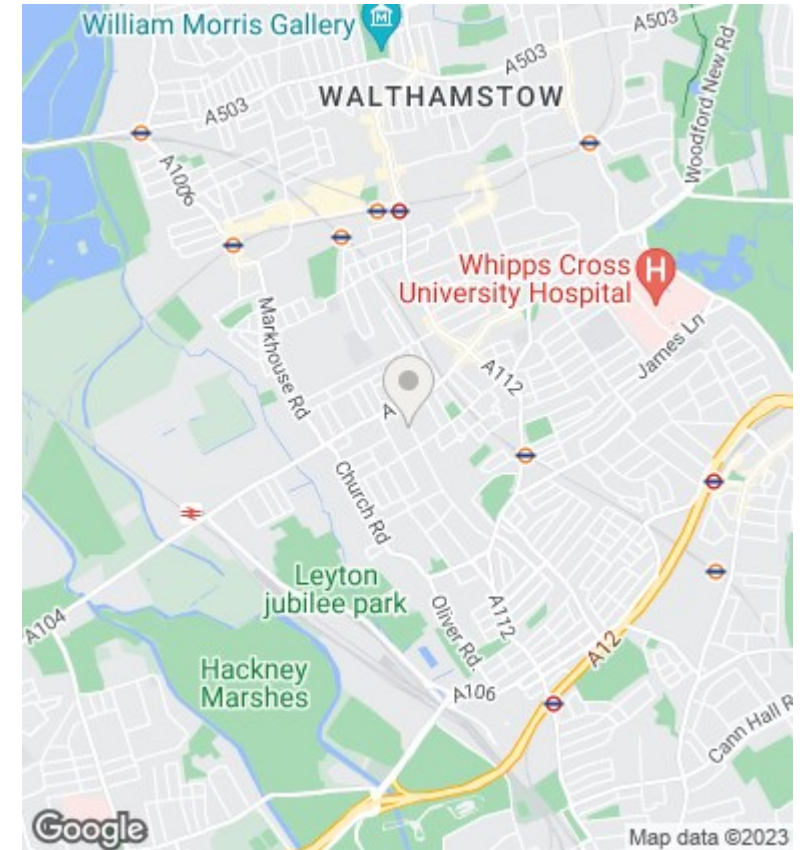 William Morris Gallery
M
A503
A503
A503
WALTHAMSTOW
Woodford New Rd
A1006
Whipps Cross
University Hospital
H
James Ln
Markhouse Rd
A112
A
Church Rd
Leyton
jubilee park
Oliver Rd.
A112
A104
A12
Hackney
Marshes
A106
Cann Hall R
Google
Map data ©2023